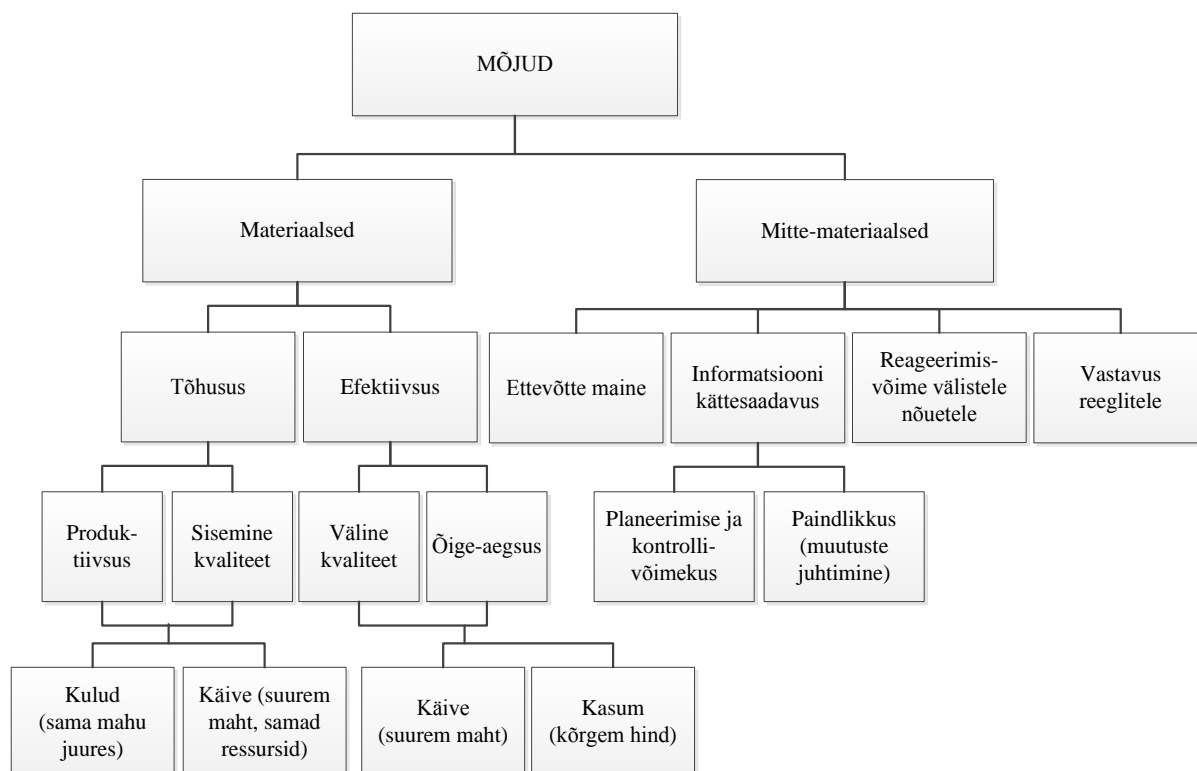 MÕJUD
Materiaalsed
Mitte-materiaalsed
Tõhusus
Efektiivsus
Ettevõtte maine
Informatsiooni
kättesaadavus
Reageerimis-
võime välistele
nõuetele
Vastavus
reeglitele
Produk-
tiivsus
Sisemine
kvaliteet
Väline
kvaliteet
Õige-aegsus
Planeerimise ja
kontrolli-
võimekus
Paindlikkus
(muutuste
juhtimine)
Kulud
(sama mahu
juures)
Käive (suurem
maht, samad
ressursid)
Käive
(suurem maht)
Kasum
(kõrgem hind)